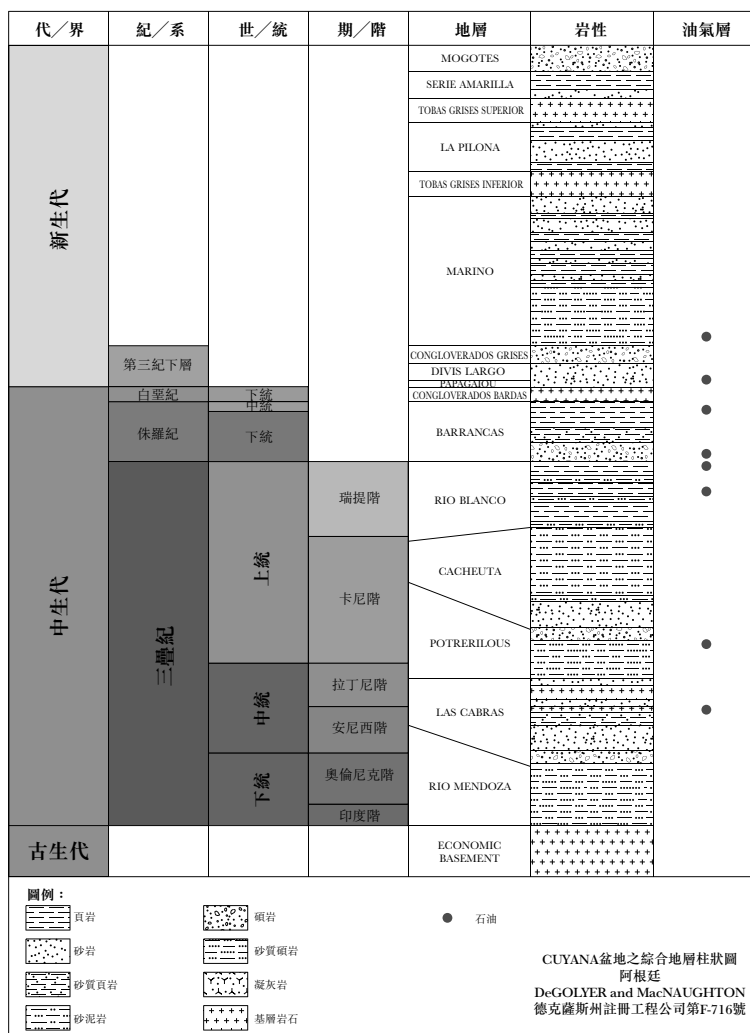 代／界 紀／系 世／統 期／階 地層 岩性 油氣層
新生代
中生代
古生代
第三紀下層
白堊紀
侏羅紀
三疊紀
下統
中統
下統
上統
中統
下統
瑞提階
卡尼階
拉丁尼階
安尼西階
奧倫尼克階
印度階
MOGOTES
SERIE AMARILLA
TOBAS GRISES SUPERIOR
LA PILONA
TOBAS GRISES INFERIOR
MARINO
CONGLOVERADOS GRISES
DIVIS LARGO
PAPAGAIOU
CONGLOVERADOS BARDAS
BARRANCAS
RIO BLANCO
CACHEUTA
POTRERILOUS
LAS CABRAS
RIO MENDOZA
ECONOMIC
BASEMENT
圖例：
頁岩
砂岩
砂質頁岩
砂泥岩
碩岩
砂質碩岩
凝灰岩
基層岩石
石油
CUYANA盆地之綜合地層柱狀圖
阿根廷
DeGOLYER and MacNAUGHTON
德克薩斯州註冊工程公司第F-716號